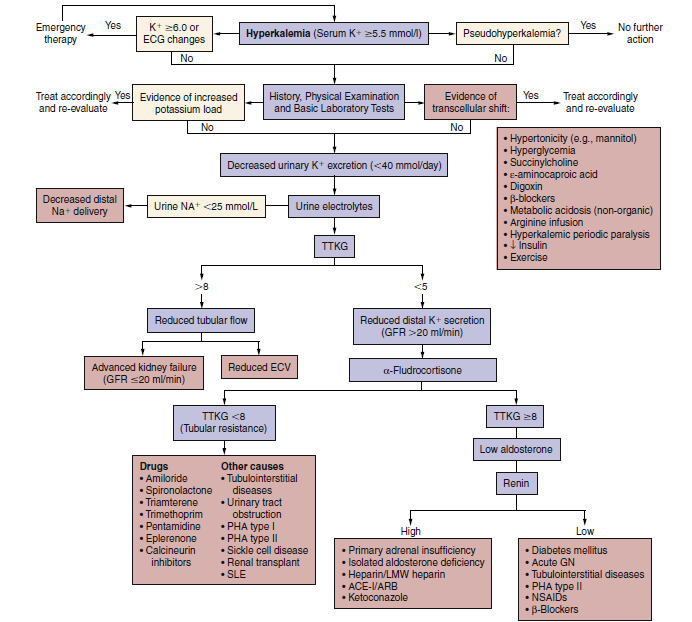 Emergency
therapy
Yes
K+ ≥6.0 or
ECG changes
Hyperkalemia (Serum K+ ≥5.5 mmol/l)
Pseudohyperkalemia?
Yes
No further
action
No
No
Treat accordingly
and re-evaluate
Yes
Evidence of increased
potassium load
History, Physical Examination
and Basic Laboratory Tests
Evidence of
transcellular shift:
Yes
Treat accordingly
and re-evaluate
No
No
• Hypertonicity (e.g., mannitol)
• Hyperglycemia
• Succinylcholine
• ε-aminocaproic acid
• Digoxin
• β-blockers
• Metabolic acidosis (non-organic)
• Arginine infusion
• Hyperkalemic periodic paralysis
• ↓ Insulin
• Exercise
Decreased urinary K+ excretion (<40 mmol/day)
Decreased distal
Na+ delivery
Urine NA+ <25 mmol/L
Urine electrolytes
TTKG
>8
<5
Reduced tubular flow
Reduced distal K+ secretion
(GFR >20 ml/min)
Advanced kidney failure
(GFR ≤20 ml/min)
Reduced ECV
α-Fludrocortisone
TTKG <8
(Tubular resistance)
TTKG ≥8
Low aldosterone
Renin
Drugs
• Amiloride
• Spironolactone
• Triamterene
• Trimethoprim
• Pentamidine
• Eplerenone
• Calcineurin
inhibitors
Other causes
• Tubulointerstitial
diseases
• Urinary tract
obstruction
• PHA type I
• PHA type II
• Sickle cell disease
• Renal transplant
• SLE
High
Low
• Primary adrenal insufficiency
• Isolated aldosterone deficiency
• Heparin/LMW heparin
• ACE-I/ARB
• Ketoconazole
• Diabetes mellitus
• Acute GN
• Tubulointerstitial diseases
• PHA type II
• NSAIDs
• β-Blockers